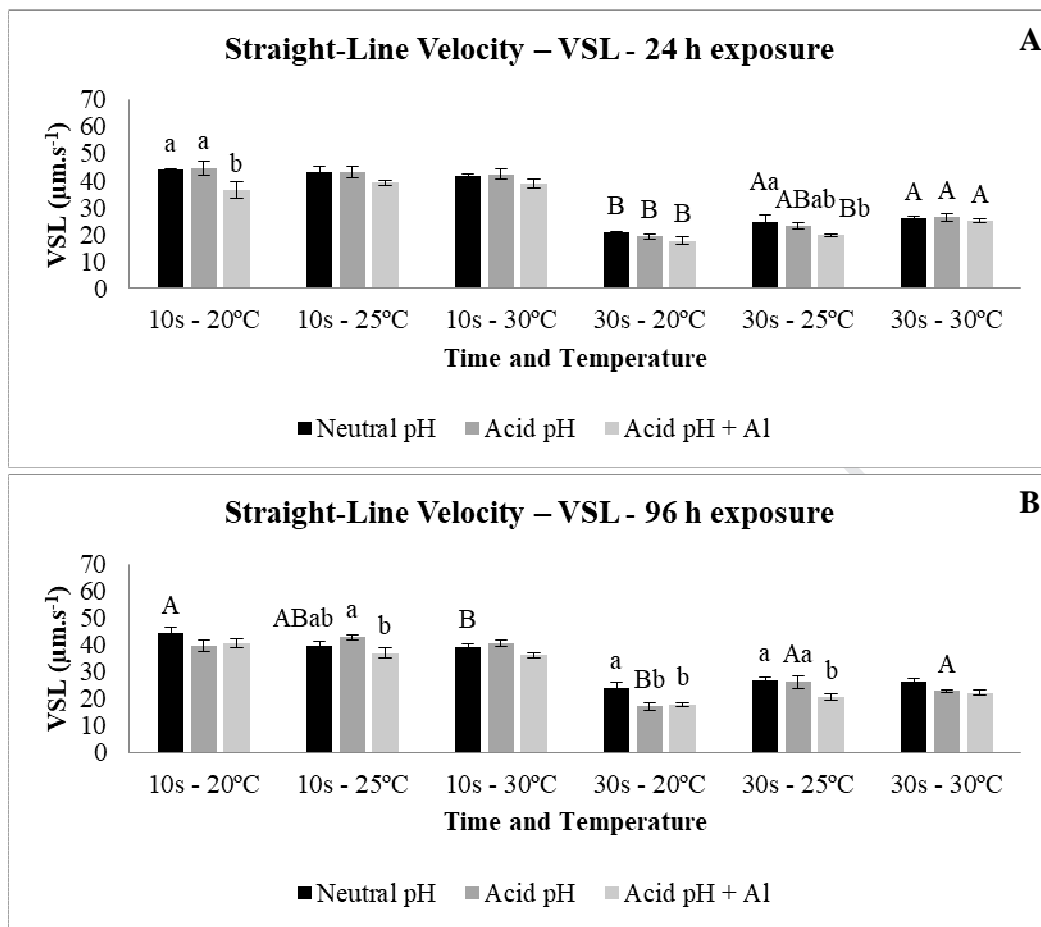 A
Straight-Line Velocity – VSL - 24 h exposure
VSL (µm.s⁻¹)
70
60
50
40
30
20
10
0
a a b
B B B
Aa ABab Bb
A A A
10s - 20ºC 10s - 25ºC 10s - 30ºC 30s - 20ºC 30s - 25ºC 30s - 30ºC
Time and Temperature
Neutral pH Acid pH Acid pH + Al
B
Straight-Line Velocity – VSL - 96 h exposure
VSL (µm.s⁻¹)
70
60
50
40
30
20
10
0
A
ABab a b
B
a Bb b
a Aa b
A
10s - 20ºC 10s - 25ºC 10s - 30ºC 30s - 20ºC 30s - 25ºC 30s - 30ºC
Time and Temperature
Neutral pH Acid pH Acid pH + Al